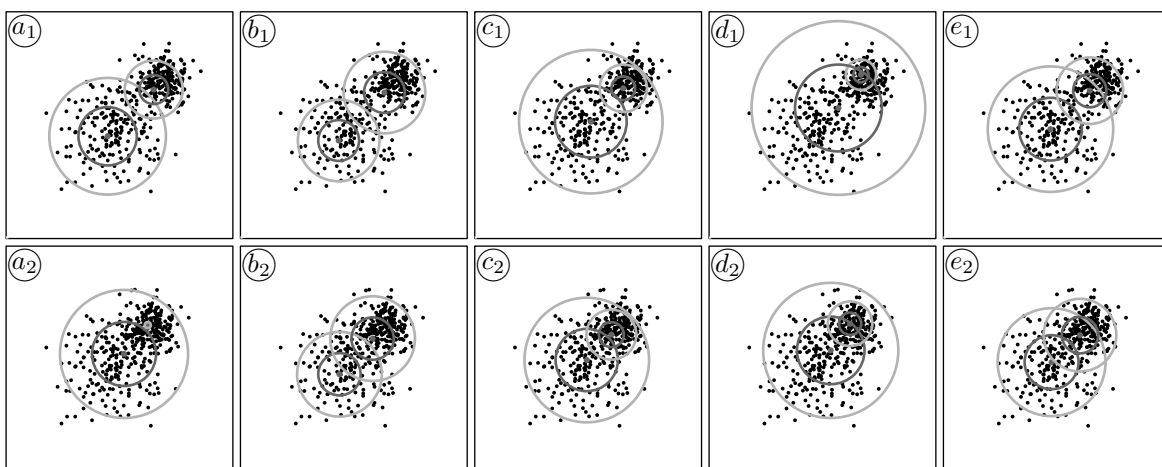 a₁ b₁ c₁ d₁ e₁
a₂ b₂ c₂ d₂ e₂